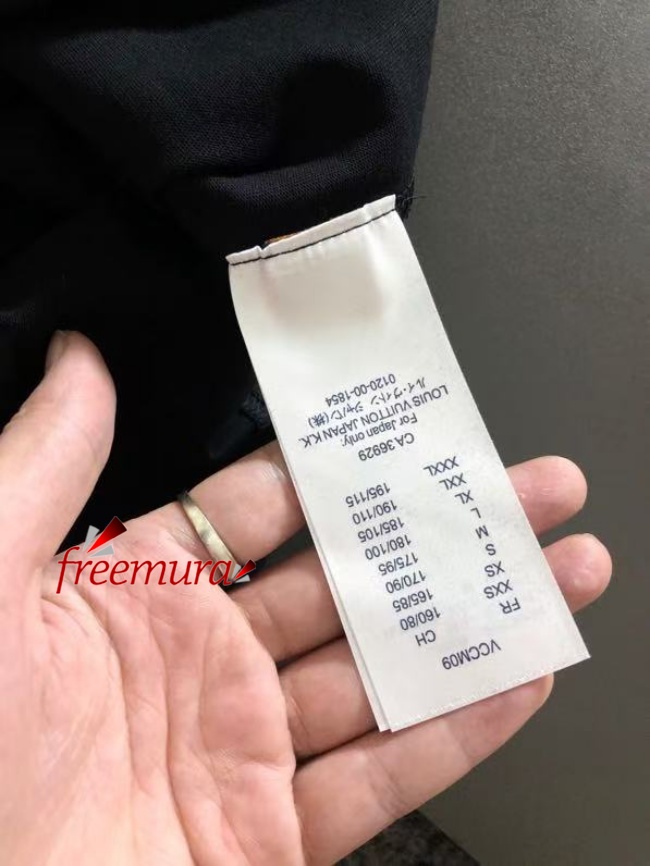 VCCM09
FR CH
XXS 160/80
XS 165/85
S 170/90
M 175/95
L 180/100
XL 185/105
XXL 190/110
XXXL 195/115
CA 36929
For Japan only:
LOUIS VUITTON JAPAN K.K.
ルイ・ヴィトン ジャパン(株)
0120-00-1854
freemura